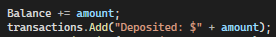 Balance += amount;
transactions.Add("Deposited: $" + amount);